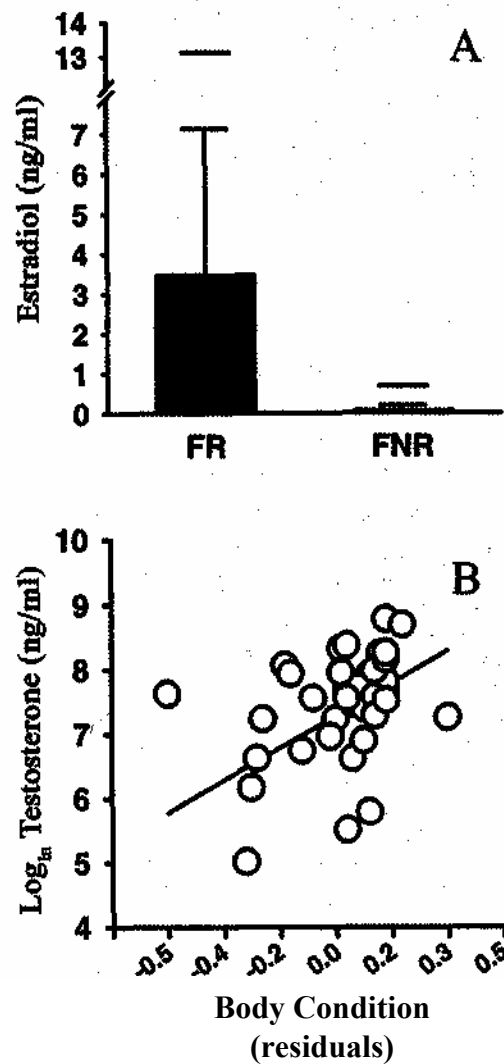 A
14
13
7
6
5
4
3
2
1
0
Estradiol (ng/ml)
FR FNR
B
10
9
8
7
6
5
4
Log_ln Testosterone (ng/ml)
-0.5 -0.4 -0.2 0.0 0.2 0.3 0.5
Body Condition
(residuals)